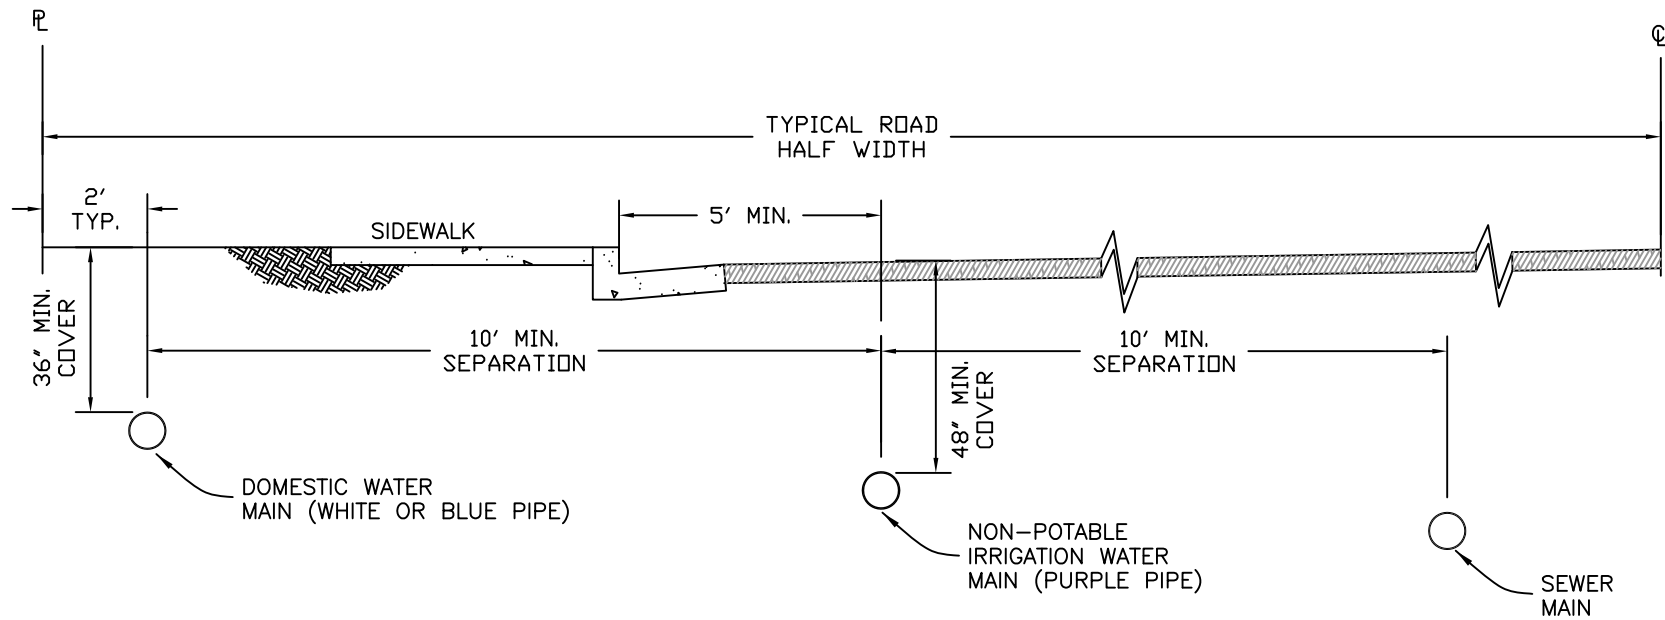 PL
CL
TYPICAL ROAD
HALF WIDTH
2'
TYP.
SIDEWALK
5' MIN.
36" MIN.
COVER
10' MIN.
SEPARATION
10' MIN.
SEPARATION
48" MIN.
COVER
DOMESTIC WATER
MAIN (WHITE OR BLUE PIPE)
NON-POTABLE
IRRIGATION WATER
MAIN (PURPLE PIPE)
SEWER
MAIN